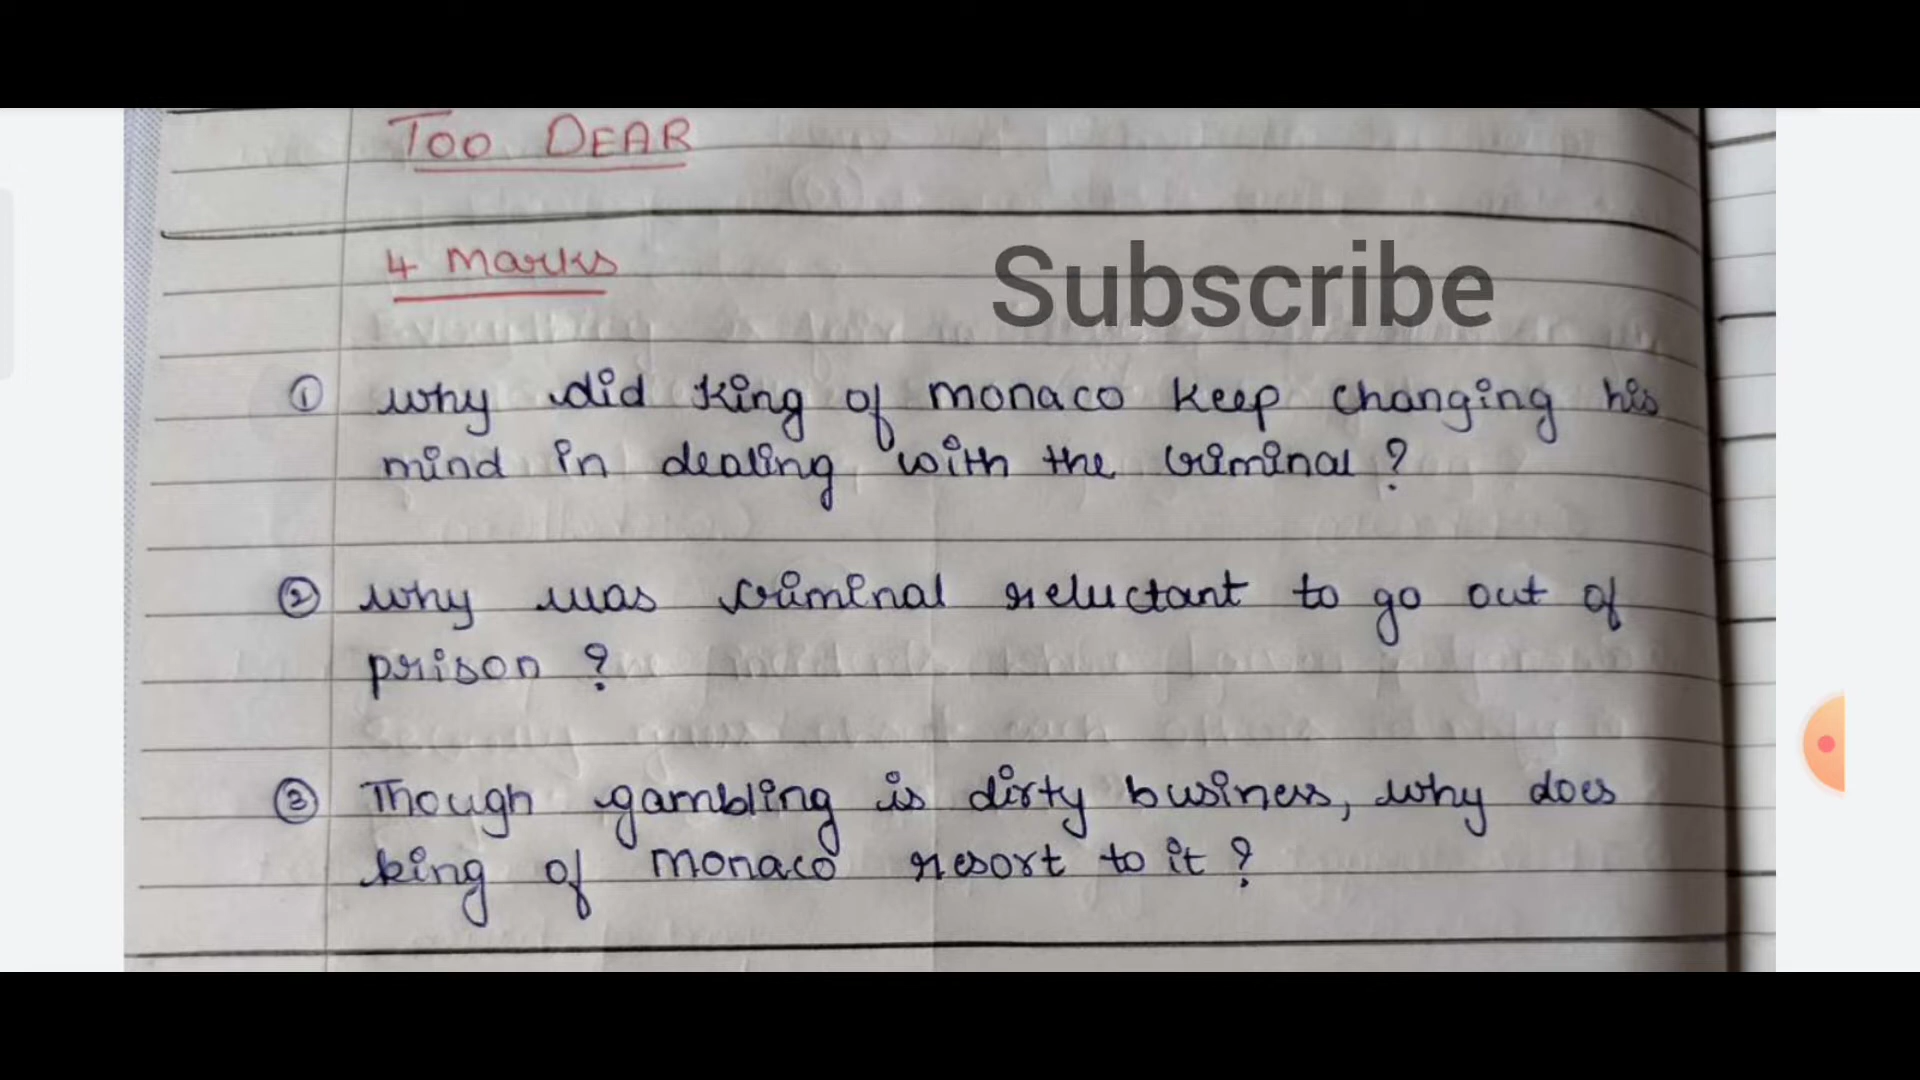 TOO DEAR
4 Marks
Subscribe
① why did king of monaco keep changing his
mind in dealing with the criminal ?
② why was criminal reluctant to go out of
prison ?
③ Though gambling is dirty business, why does
king of monaco resort to it ?